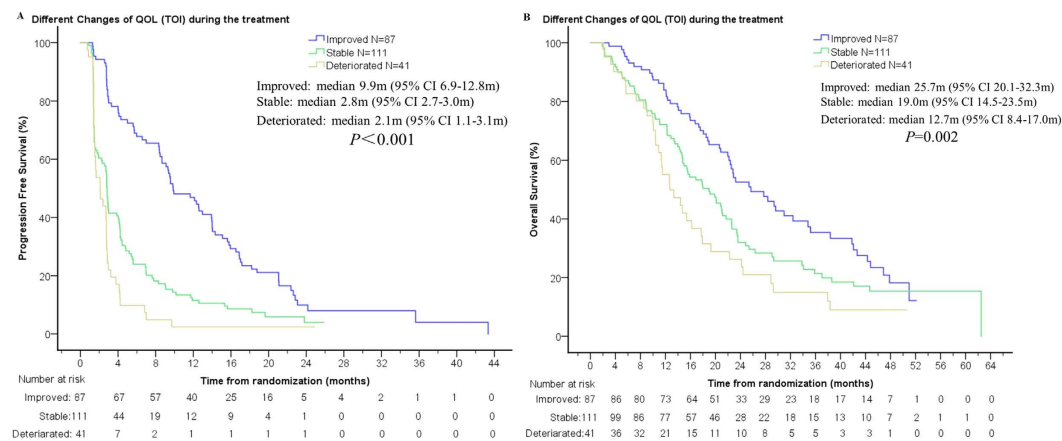 A Different Changes of QOL (TOI) during the treatment
Improved N=87
Stable N=111
Deteriorated N=41
Improved: median 9.9m (95% CI 6.9-12.8m)
Stable: median 2.8m (95% CI 2.7-3.0m)
Deteriorated: median 2.1m (95% CI 1.1-3.1m)
P＜0.001
Progression Free Survival (%)
100
80
60
40
20
0
0 4 8 12 16 20 24 28 32 36 40 44
Number at risk
Time from randomization (months)
Improved: 87 67 57 40 25 16 5 4 2 1 1 0
Stable:111 44 19 12 9 4 1 0 0 0 0 0
Deteriarated: 41 7 2 1 1 1 1 0 0 0 0 0
B Different Changes of QOL (TOI) during the treatment
Improved N=87
Stable N=111
Deteriorated N=41
Improved: median 25.7m (95% CI 20.1-32.3m)
Stable: median 19.0m (95% CI 14.5-23.5m)
Deteriorated: median 12.7m (95% CI 8.4-17.0m)
P=0.002
Overall Survival (%)
100
80
60
40
20
0
0 4 8 12 16 20 24 28 32 36 40 44 48 52 56 60 64
Number at risk
Time from randomization (months)
Improved: 87 86 80 73 64 51 33 29 23 18 17 14 7 1 0 0 0
Stable:111 99 86 77 57 46 28 22 18 15 13 10 7 2 1 1 0
Deteriarated:41 36 32 21 15 11 10 8 5 5 3 3 1 0 0 0 0